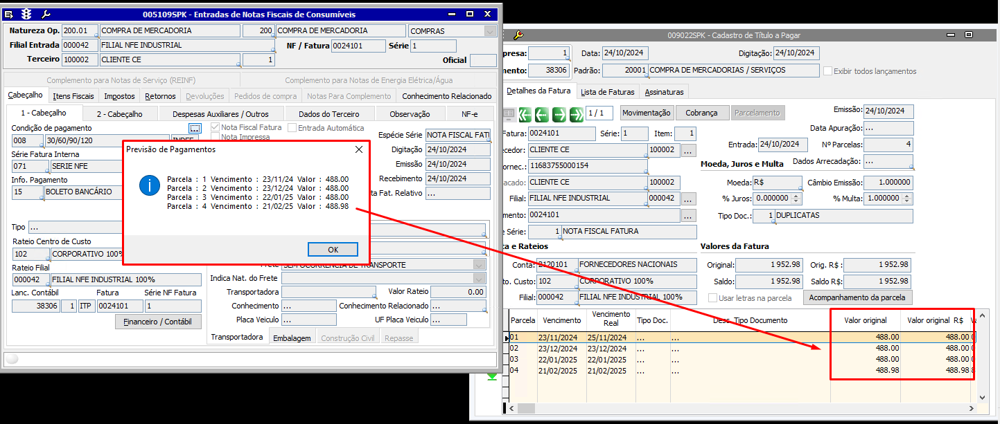 005109SPK - Entradas de Notas Fiscais de Consumíveis
Natureza Op. 200.01 COMPRA DE MERCADORIA 200 COMPRA DE MERCADORIA COMPRAS
Filial Entrada 000042 FILIAL NFE INDUSTRIAL NF / Fatura 0024101 Série 1
Terceiro 100002 CLIENTE CE 1
Oficial
Complemento para Notas de Serviço (REINF) Complemento para Notas de Energia Elétrica/Água
Cabeçalho Itens Fiscais Impostos Retornos Devoluções Pedidos de compra Notas Para Complemento Conhecimento Relacionado
1 - Cabeçalho 2 - Cabeçalho Despesas Auxiliares / Outros Dados do Terceiro Observação NF-e
Condição de pagamento ... Nota Fiscal Fatura Entrada Automática
Nota Impressa
008 30/60/90/120 Espécie Série NOTA FISCAL FAT
Série Fatura Interna Digitação 24/10/2024
071 SERIE NFE Emissão 24/10/2024
Info. Pagamento Recebimento 24/10/2024
15 BOLETO BANCÁRIO ta Fat. Relativo ...
Previsão de Pagamentos
Parcela : 1 Vencimento : 23/11/24 Valor : 488.00
Parcela : 2 Vencimento : 23/12/24 Valor : 488.00
Parcela : 3 Vencimento : 22/01/25 Valor : 488.00
Parcela : 4 Vencimento : 21/02/25 Valor : 488.98
OK
Tipo ...
Rateio Centro de Custo
102 CORPORATIVO 100%
Rateio Filial Frete SEM OCORRENCIA DE TRANSPORTE
000042 FILIAL NFE INDUSTRIAL 100% Indica Nat. do Frete
Lanc. Contábil Fatura Série NF Fatura Transportadora Valor Rateio 0.00
38306 1 ITP 0024101 1 Conhecimento ... Conhecimento Relacionado ...
Financeiro / Contábil Placa Veiculo ... UF Placa Veiculo ...
Transportadora Embalagem Construção Civil Repasse
009022SPK - Cadastro de Título a Pagar
presa: 1 Data: 24/10/2024 Digitação: 24/10/2024
mento: 38306 Padrão: 20001 COMPRA DE MERCADORIAS / SERVIÇOS Exibir todos lançamentos
Detalhes da Fatura Lista de Faturas Assinaturas
1 / 1 Movimentação Cobrança Parcelamento Emissão: 24/10/2024
Data Apuração: ...
Fatura: 0024101 Série: 1 Item: 1
Entrada: 24/10/2024 Nº Parcelas: 4
ecedor: CLIENTE CE 100002 ...
Moeda, Juros e Multa Dados Arrecadação: ...
ornec.: 11683755000154
acado: CLIENTE CE 100002 Moeda: R$ Câmbio Emissão: 1.000000
Filial: FILIAL NFE INDUSTRIAL 000042 ... % Juros: 0.000000 % Multa: 1.000000
mento: 0024101 ... Tipo Doc.: 1 DUPLICATAS
e Série: 1 NOTA FISCAL FATURA
ta e Rateios Valores da Fatura
Conta: 2120101 FORNECEDORES NACIONAIS Original: 1 952.98 Orig. R$ : 1 952.98
to. Custo: 102 CORPORATIVO 100% Saldo: 1 952.98 Saldo R$: 1 952.98
Filial: 000042 FILIAL NFE INDUSTRIAL 100% Usar letras na parcela Acompanhamento da parcela
Parcela Vencimento Vencimento Real Tipo Doc. Desc. Tipo Documento Valor original Valor original R$
01 23/11/2024 25/11/2024 ... ... 488.00 488.00
02 23/12/2024 23/12/2024 ... ... 488.00 488.00
03 22/01/2025 22/01/2025 ... ... 488.00 488.00
04 21/02/2025 21/02/2025 ... ... 488.98 488.98